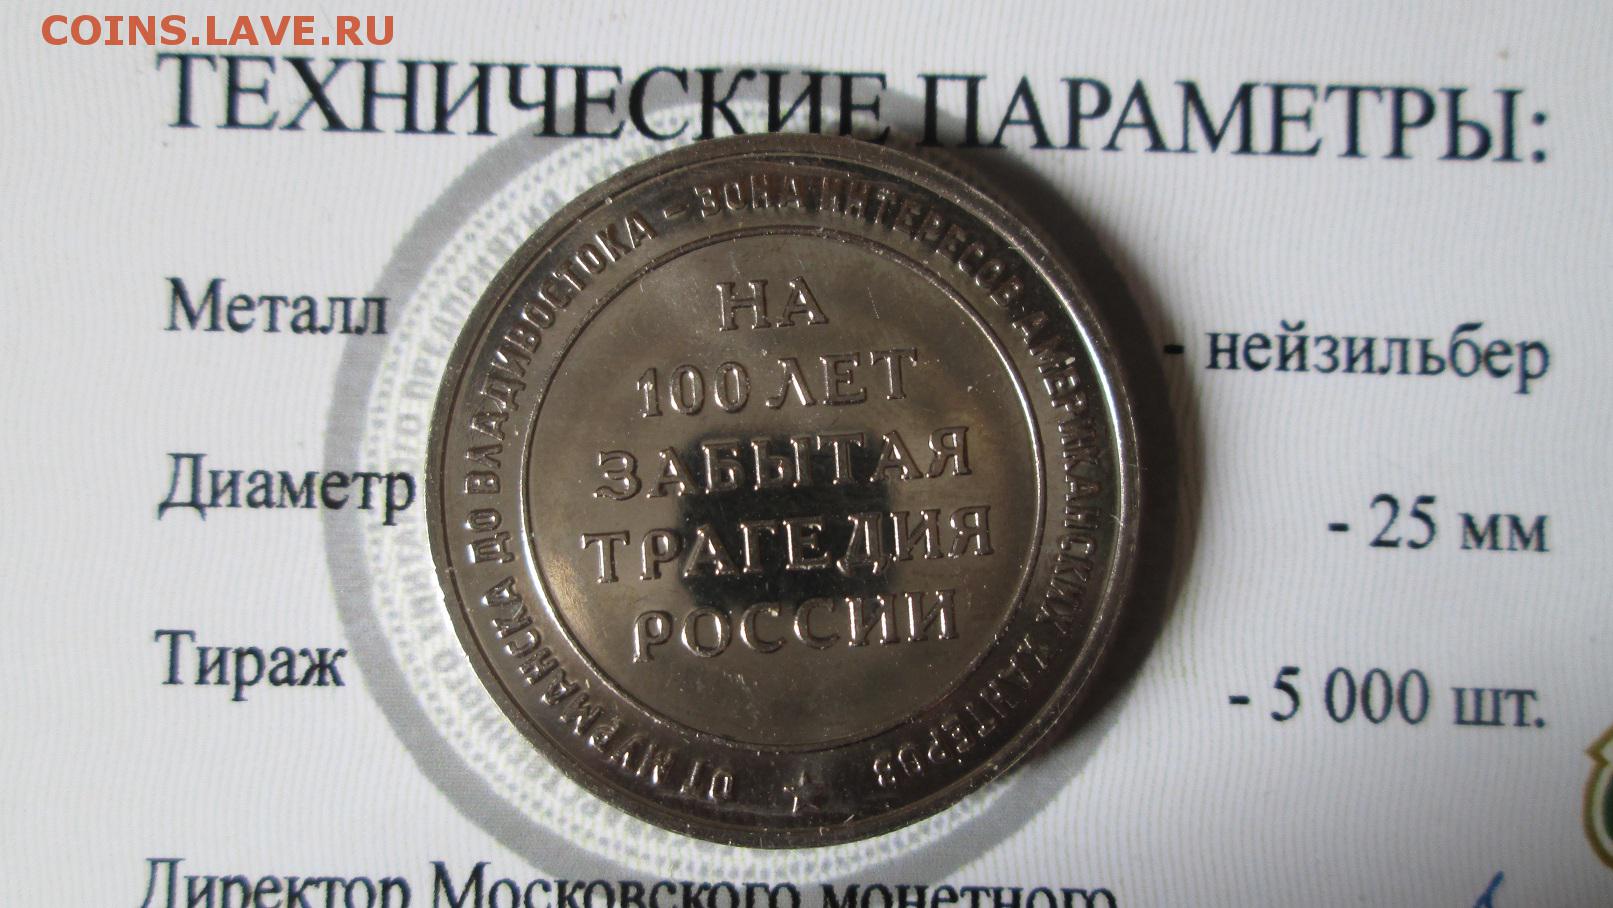 COINS.LAVE.RU
ТЕХНИЧЕСКИЕ ПАРАМЕТРЫ:
Металл - нейзильбер
Диаметр - 25 мм
Тираж - 5 000 шт.
Директор Московского монетного
ОТ МУРМАНСКА ДО ВЛАДИВОСТОКА – ЗОНА ИНТЕРЕСОВ АМЕРИКАНСКИХ ХАНТЕРОВ
НА
100 ЛЕТ
ЗАБЫТАЯ
ТРАГЕДИЯ
РОССИИ